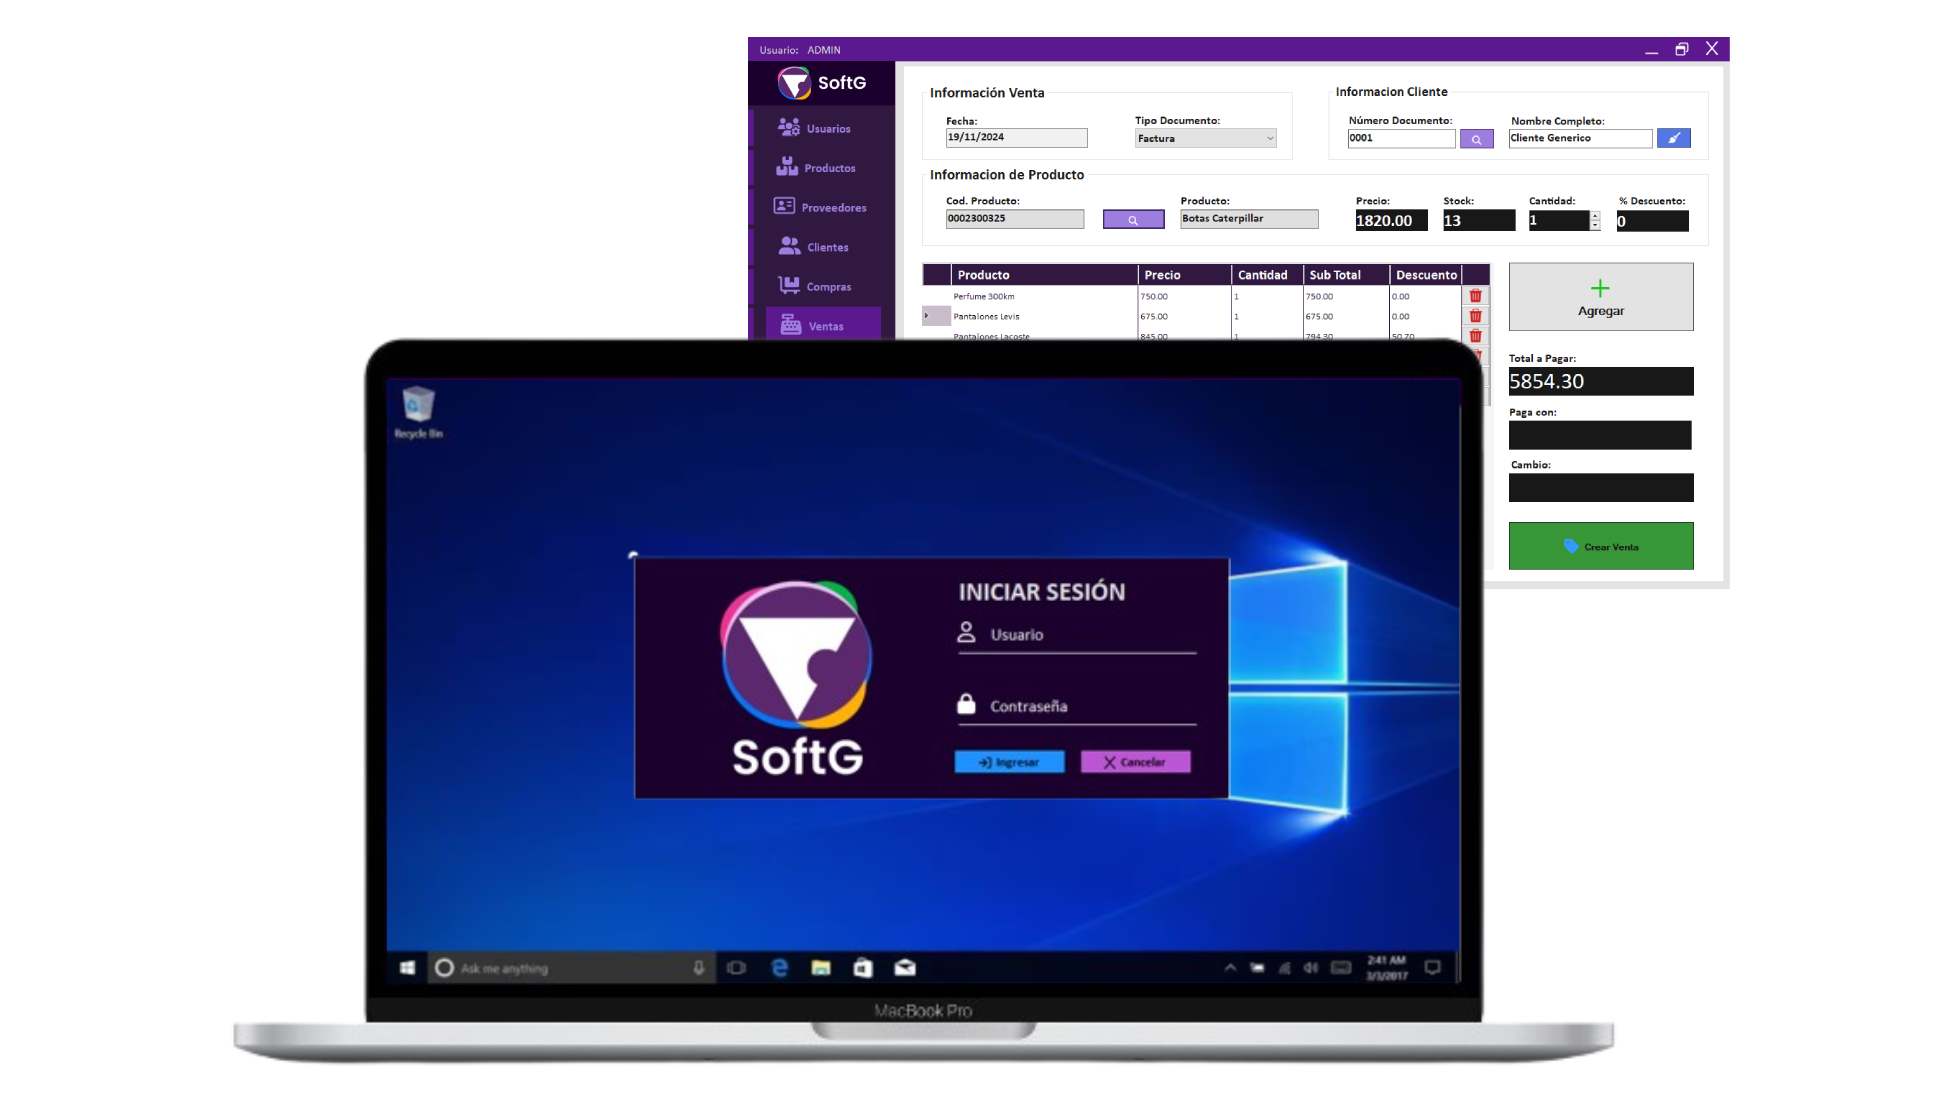 Usuario: ADMIN
SoftG
Usuarios
Productos
Proveedores
Clientes
Compras
Ventas
Información Venta
Fecha:
19/11/2024
Tipo Documento:
Factura
Informacion Cliente
Número Documento:
0001
Nombre Completo:
Cliente Generico
Informacion de Producto
Cod. Producto:
0002300325
Producto:
Botas Caterpillar
Precio:
1820.00
Stock:
13
Cantidad:
1
% Descuento:
0
Producto Precio Cantidad Sub Total Descuento
Perfume 300km 750.00 1 750.00 0.00
Pantalones Levis 675.00 1 675.00 0.00
Pantalones Lacoste 845.00 1 794.30 50.70
Agregar
Total a Pagar:
5854.30
Paga con:
Cambio:
Crear Venta
Recycle Bin
SoftG
INICIAR SESIÓN
Usuario
Contraseña
Ingresar
Cancelar
Ask me anything
2:41 AM
3/3/2017
MacBook Pro